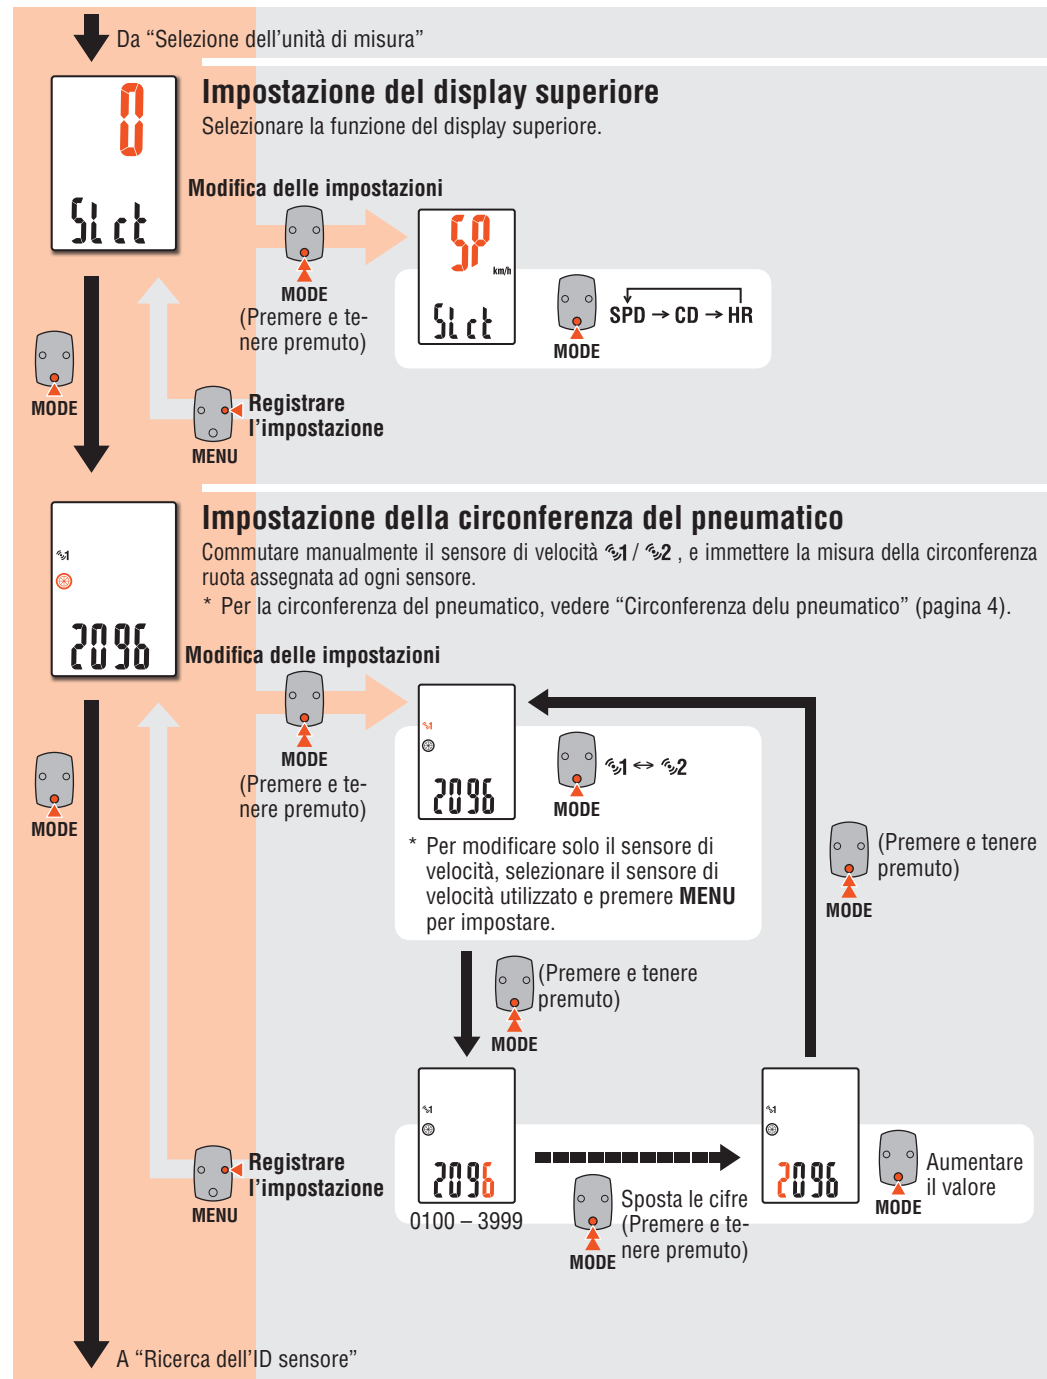 Da “Selezione dell’unità di misura”
Impostazione del display superiore
Selezionare la funzione del display superiore.
0
Slct
Modifica delle impostazioni
MODE
(Premere e te-
nere premuto)
SP
km/h
Slct
MODE
SPD → CD → HR
MODE
Registrare
l’impostazione
MENU
Impostazione della circonferenza del pneumatico
Commutare manualmente il sensore di velocità 1 / 2 , e immettere la misura della circonferenza
ruota assegnata ad ogni sensore.
* Per la circonferenza del pneumatico, vedere “Circonferenza delu pneumatico” (pagina 4).
1
2096
Modifica delle impostazioni
MODE
(Premere e te-
nere premuto)
1
2096
MODE
1 ↔ 2
MODE
* Per modificare solo il sensore di
velocità, selezionare il sensore di
velocità utilizzato e premere MENU
per impostare.
(Premere e tenere
premuto)
MODE
(Premere e tenere
premuto)
MODE
Registrare
l’impostazione
MENU
1
2096
0100 – 3999
Sposta le cifre
(Premere e te-
nere premuto)
MODE
1
2096
MODE
Aumentare
il valore
A “Ricerca dell’ID sensore”